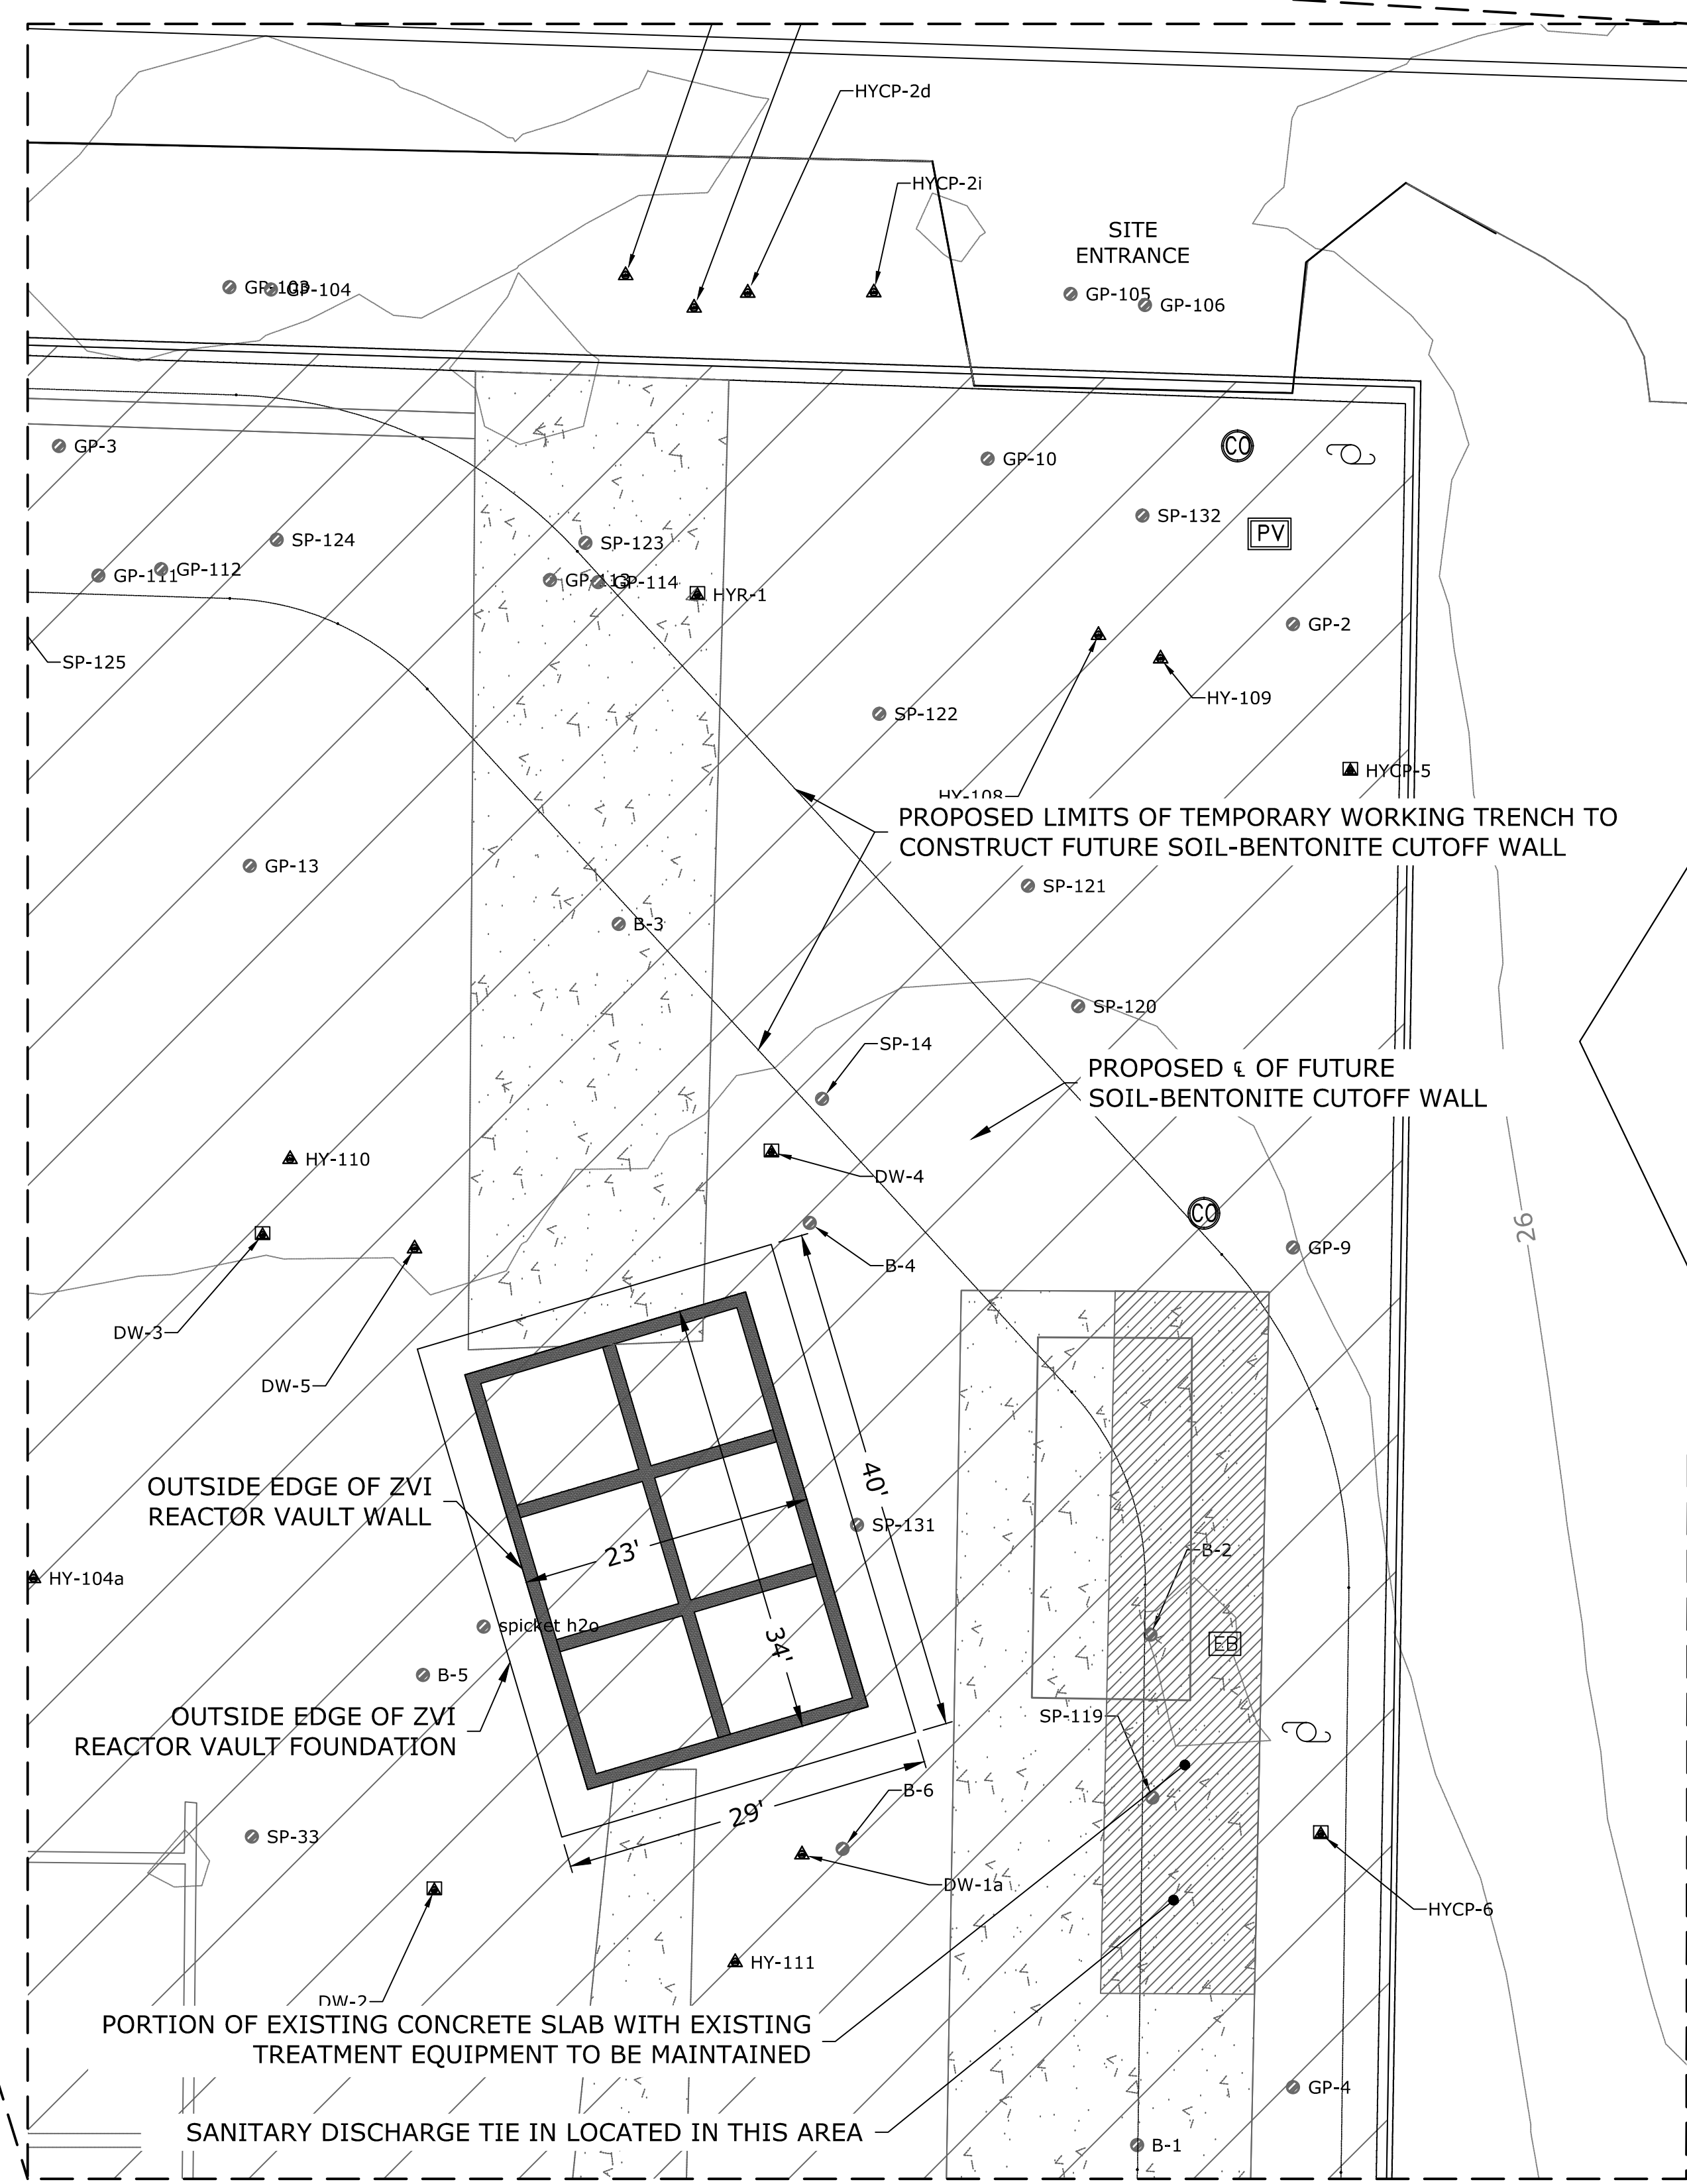 HYCP-2d
HYCP-2i
SITE
ENTRANCE
GP-103
GP-104
GP-105
GP-106
GP-3
GP-10
CO
SP-132
PV
SP-124
SP-123
GP-111
GP-112
GP-113
GP-114
HYR-1
GP-2
SP-125
HY-109
SP-122
HYCP-5
HY-108
PROPOSED LIMITS OF TEMPORARY WORKING TRENCH TO
CONSTRUCT FUTURE SOIL-BENTONITE CUTOFF WALL
GP-13
SP-121
B-3
SP-120
SP-14
PROPOSED ℄ OF FUTURE
SOIL-BENTONITE CUTOFF WALL
HY-110
DW-4
CO
26
B-4
GP-9
DW-3
DW-5
40'
OUTSIDE EDGE OF ZVI
REACTOR VAULT WALL
SP-131
23'
B-2
HY-104a
spicket h2o
34'
EB
B-5
OUTSIDE EDGE OF ZVI
REACTOR VAULT FOUNDATION
SP-119
B-6
29'
SP-33
DW-1a
HYCP-6
HY-111
DW-2
PORTION OF EXISTING CONCRETE SLAB WITH EXISTING
TREATMENT EQUIPMENT TO BE MAINTAINED
GP-4
SANITARY DISCHARGE TIE IN LOCATED IN THIS AREA
B-1